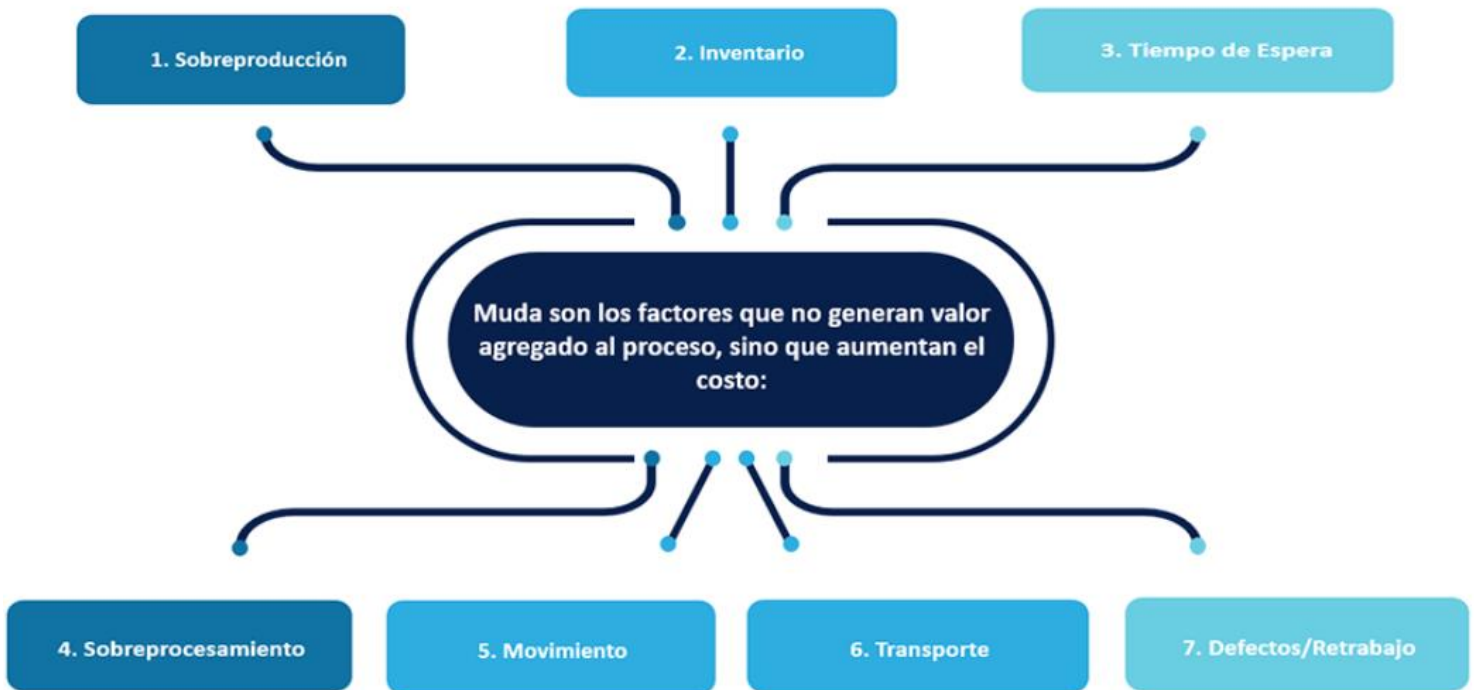 1. Sobreproducción
2. Inventario
3. Tiempo de Espera
Muda son los factores que no generan valor
agregado al proceso, sino que aumentan el
costo:
4. Sobreprocesamiento
5. Movimiento
6. Transporte
7. Defectos/Retrabajo